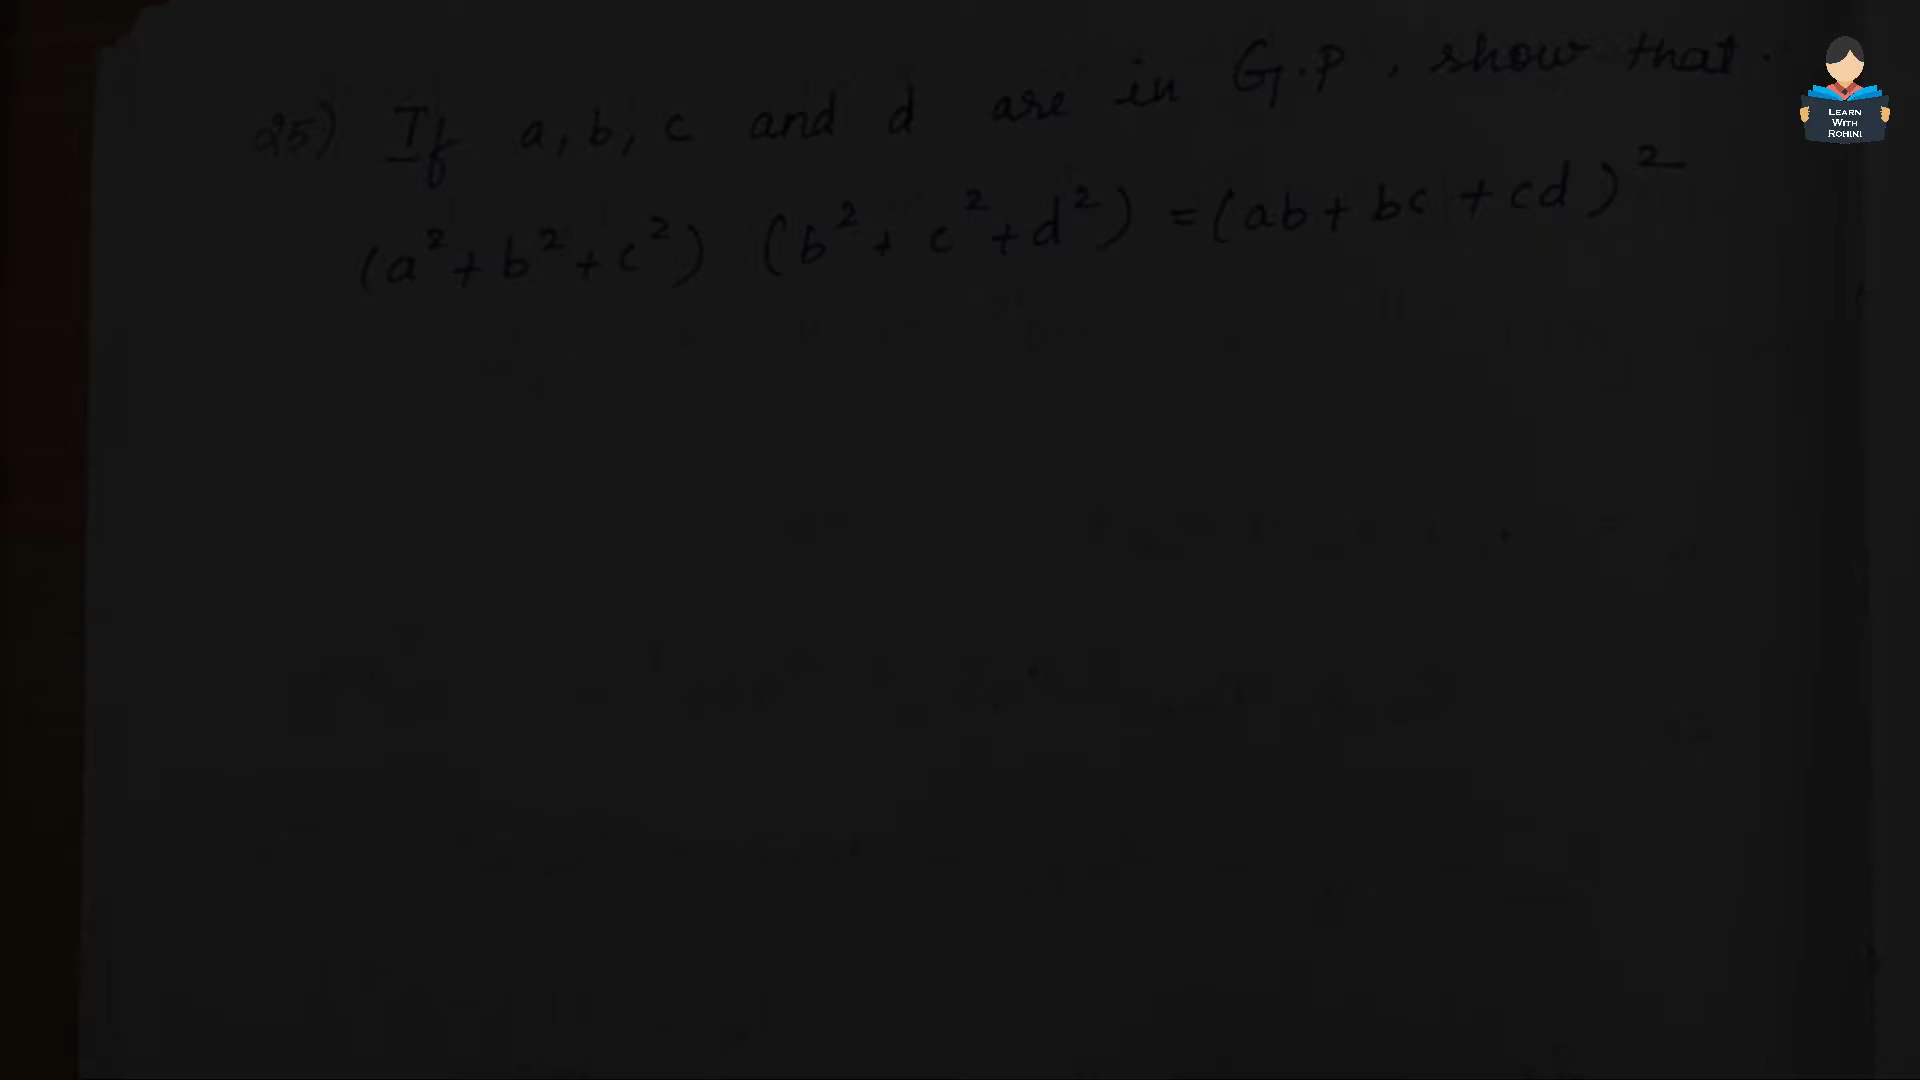 25) If a, b, c and d are in G.P, show that.
(a²+ b² + c²) (b² + c² + d²) = (ab + bc + cd)²
LEARN
WITH
ROHINI